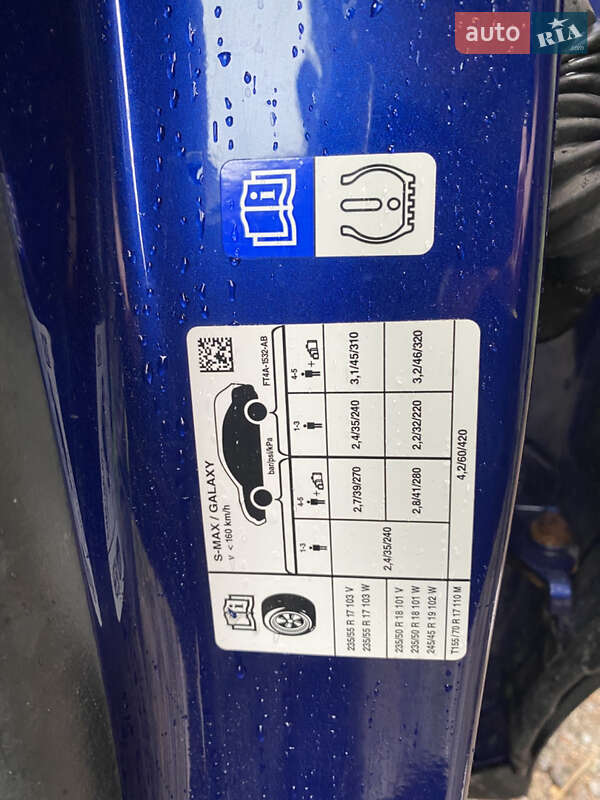 auto RIA .com
S-MAX / GALAXY
v < 160 km/h
bar/psi/kPa
FT4A-1532-AB
1-3 4-5 + 1-3 4-5 +
235/55 R 17 103 V
235/55 R 17 103 W
2,4/35/240 2,7/39/270 2,4/35/240 3,1/45/310
235/50 R 18 101 V
235/50 R 18 101 W
245/45 R 19 102 W
2,8/41/280 2,2/32/220 3,2/46/320
T155/70 R 17 110 M 4,2/60/420